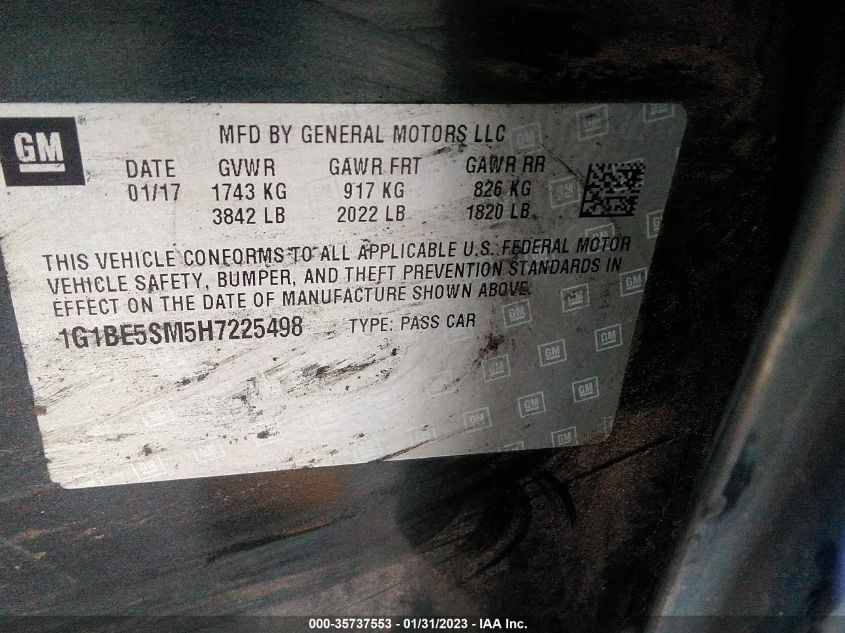 GM
MFD BY GENERAL MOTORS LLC
DATE GVWR GAWR FRT GAWR RR
01/17 1743 KG 917 KG 826 KG
3842 LB 2022 LB 1820 LB
THIS VEHICLE CONFORMS TO ALL APPLICABLE U.S. FEDERAL MOTOR
VEHICLE SAFETY, BUMPER, AND THEFT PREVENTION STANDARDS IN
EFFECT ON THE DATE OF MANUFACTURE SHOWN ABOVE.
1G1BE5SM5H7225498 TYPE: PASS CAR
000-35737553 - 01/31/2023 - IAA Inc.